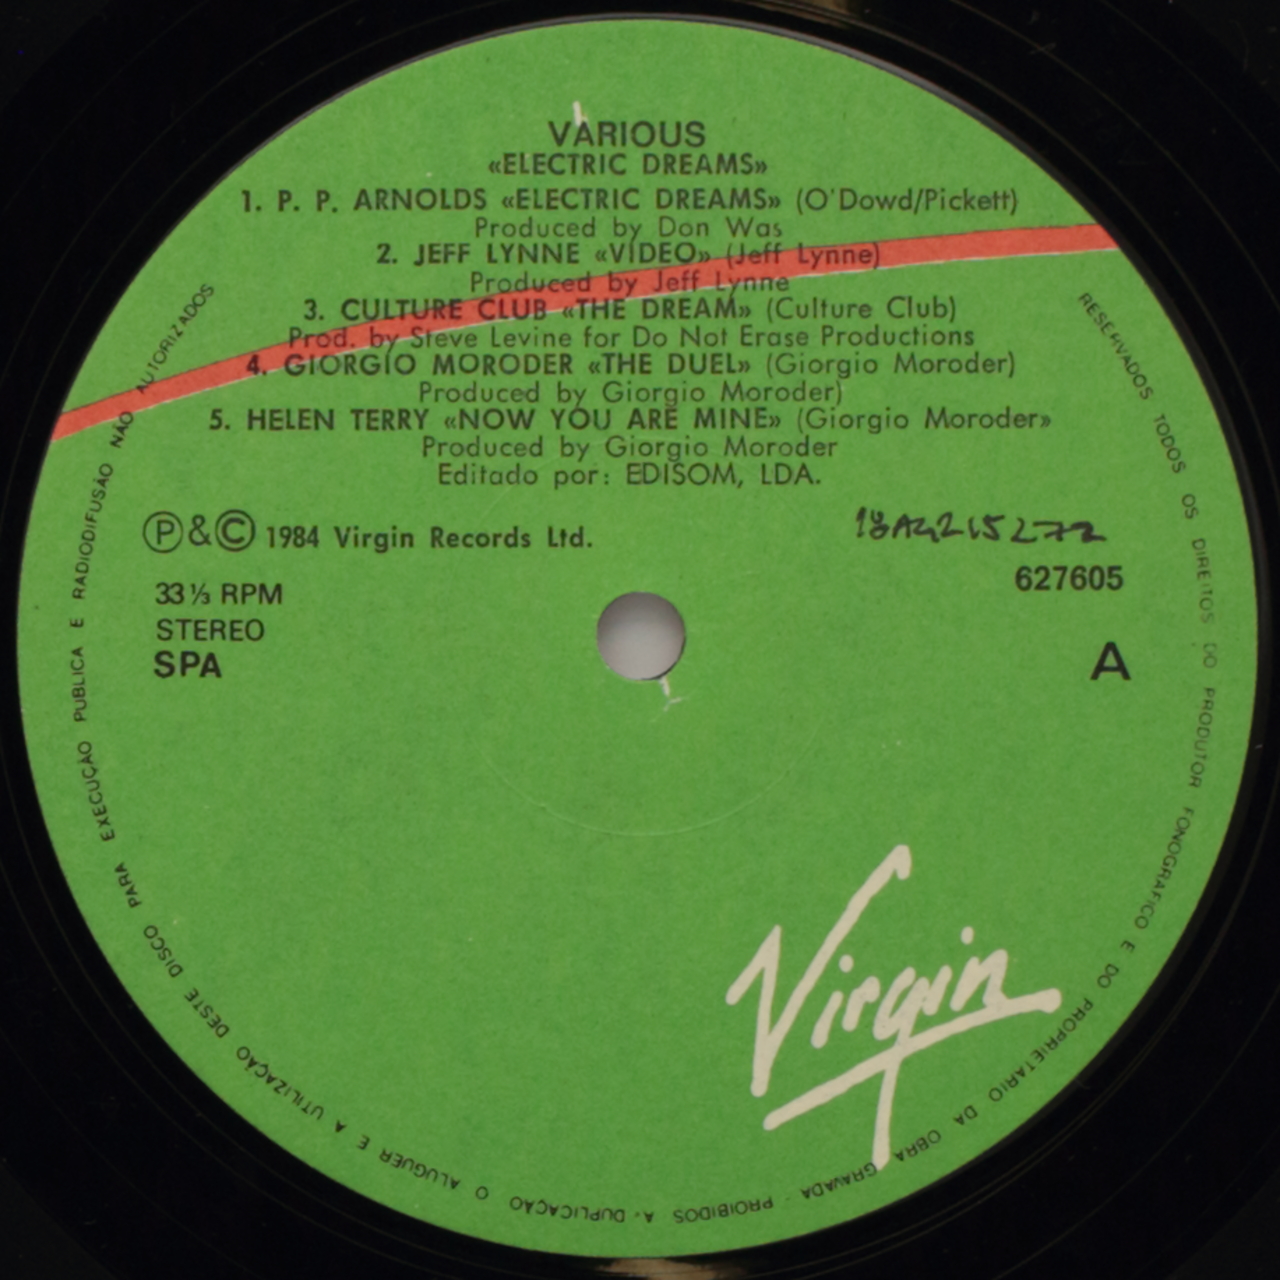 VARIOUS
«ELECTRIC DREAMS»
1. P. P. ARNOLDS «ELECTRIC DREAMS» (O'Dowd/Pickett)
Produced by Don Was
2. JEFF LYNNE «VIDEO» (Jeff Lynne)
Produced by Jeff Lynne
3. CULTURE CLUB «THE DREAM» (Culture Club)
Prod. by Steve Levine for Do Not Erase Productions
4. GIORGIO MORODER «THE DUEL» (Giorgio Moroder)
Produced by Giorgio Moroder)
5. HELEN TERRY «NOW YOU ARE MINE» (Giorgio Moroder»
Produced by Giorgio Moroder
Editado por: EDISOM, LDA.
Ⓟ&© 1984 Virgin Records Ltd.
33⅓ RPM
STEREO
SPA
627605
A
Virgin
RESERVADOS TODOS OS DIREITOS DO PRODUTOR FONOGRAFICO E DO PROPRIETARIO DA OBRA GRAVADA - PROIBIDOS A DUPLICAÇÃO O ALUGUER E A UTILIZAÇÃO DESTE DISCO PARA EXECUÇÃO PUBLICA E RADIODIFUSÃO NÃO AUTORIZADOS